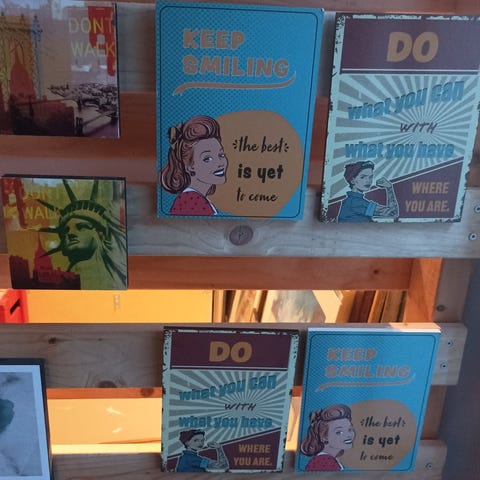 DONT
WALK
KEEP
SMILING
the best
is yet
to come
DO
what you can
WITH
what you have
WHERE
YOU ARE.
WALK
DO
what you can
WITH
what you have
WHERE
YOU ARE.
KEEP
SMILING
the best
is yet
to come